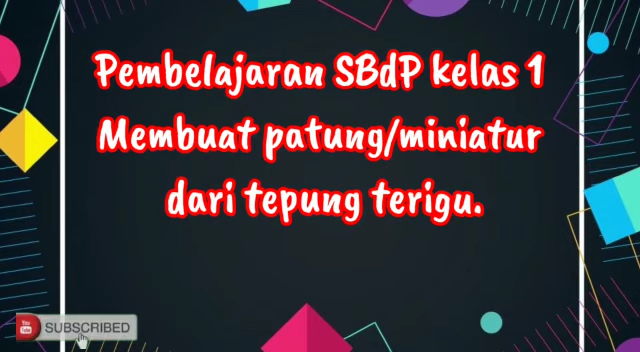 Pembelajaran SBdP kelas 1
Membuat patung/miniatur
dari tepung terigu.
You Tube
SUBSCRIBED